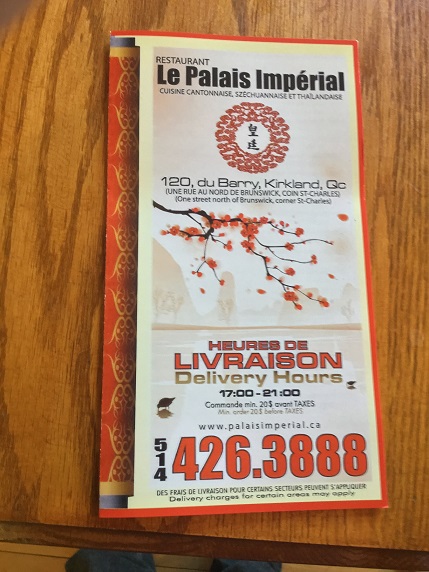 RESTAURANT
Le Palais Impérial
CUISINE CANTONNAISE, SZÉCHUANNAISE ET THAÏLANDAISE
皇
廷
120, du Barry, Kirkland, Qc
(UNE RUE AU NORD DE BRUNSWICK, COIN ST-CHARLES)
(One street north of Brunswick, corner St-Charles)
HEURES DE
LIVRAISON
Delivery Hours
17:00 - 21:00
Commande min. 20$ avant TAXES
Min. order 20$ before TAXES
www.palaisimperial.ca
514 426.3888
DES FRAIS DE LIVRAISON POUR CERTAINS SECTEURS PEUVENT S'APPLIQUER
Delivery charges for certain areas may apply